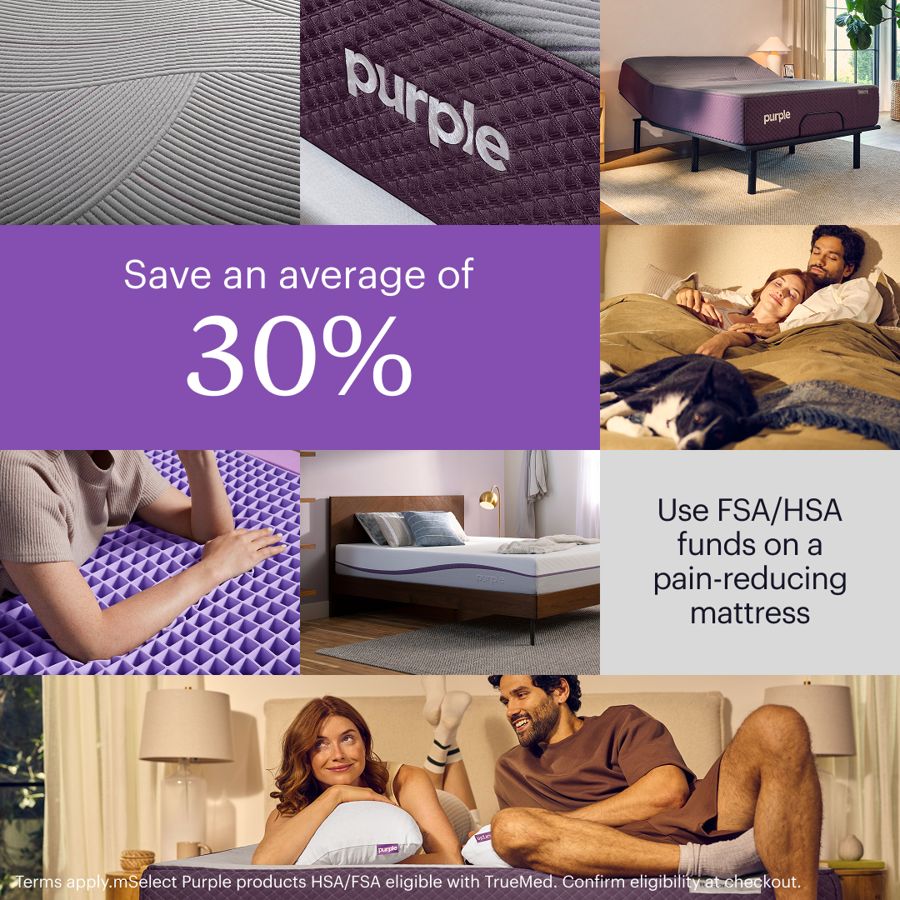 purple
purple
Save an average of
30%
purple
Use FSA/HSA
funds on a
pain-reducing
mattress
purple
Terms apply.mSelect Purple products HSA/FSA eligible with TrueMed. Confirm eligibility at checkout.